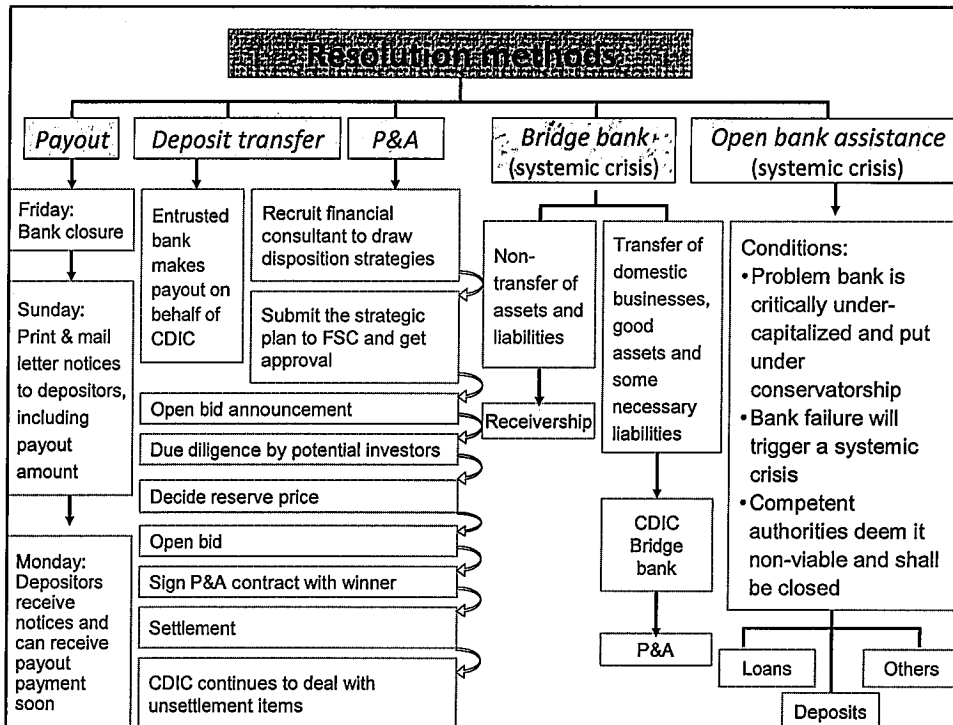 Resolution methods
Payout
Deposit transfer
P&A
Bridge bank
(systemic crisis)
Open bank assistance
(systemic crisis)
Friday:
Bank closure
Sunday:
Print & mail
letter notices
to depositors,
including
payout
amount
Monday:
Depositors
receive
notices and
can receive
payout
payment
soon
Entrusted
bank
makes
payout on
behalf of
CDIC
Recruit financial
consultant to draw
disposition strategies
Submit the strategic
plan to FSC and get
approval
Open bid announcement
Due diligence by potential investors
Decide reserve price
Open bid
Sign P&A contract with winner
Settlement
CDIC continues to deal with
unsettlement items
Non-
transfer of
assets and
liabilities
Receivership
Transfer of
domestic
businesses,
good
assets and
some
necessary
liabilities
CDIC
Bridge
bank
P&A
Conditions:
•Problem bank is
critically under-
capitalized and put
under
conservatorship
•Bank failure will
trigger a systemic
crisis
•Competent
authorities deem it
non-viable and shall
be closed
Loans
Others
Deposits